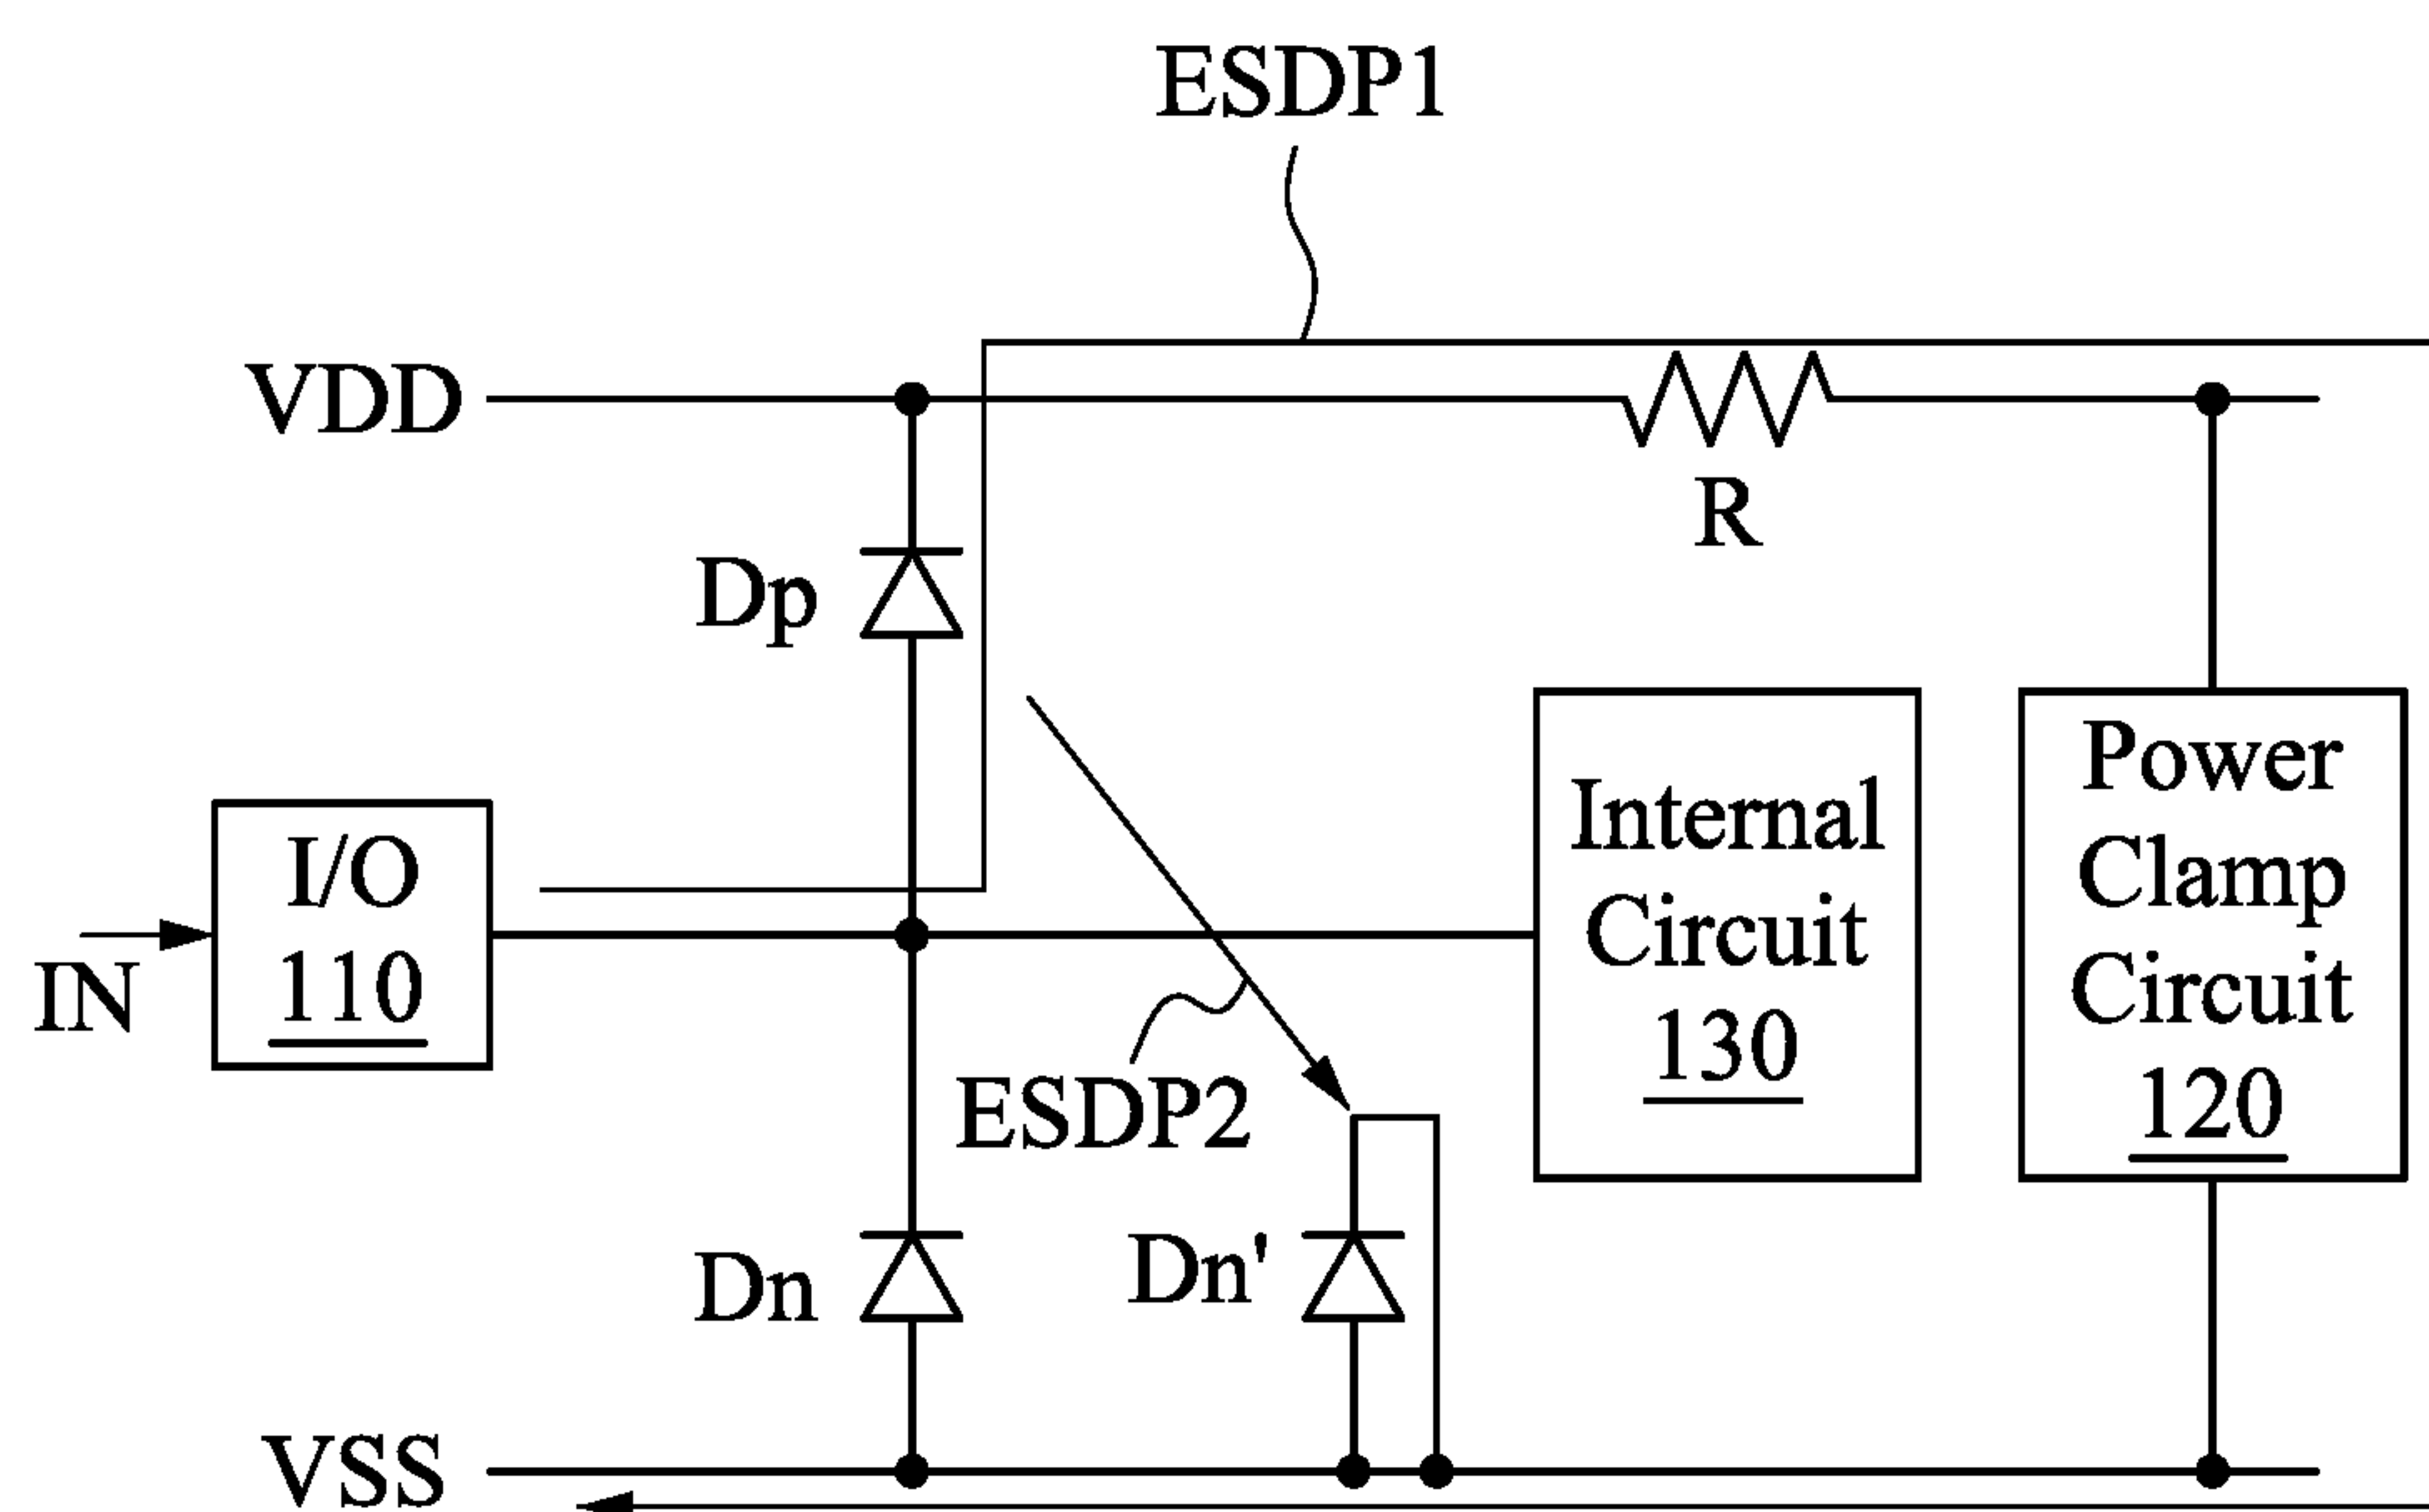 ESDP1
VDD
R
Dp
I/O
110
IN
Internal
Circuit
130
Power
Clamp
Circuit
120
ESDP2
Dn
Dn'
VSS